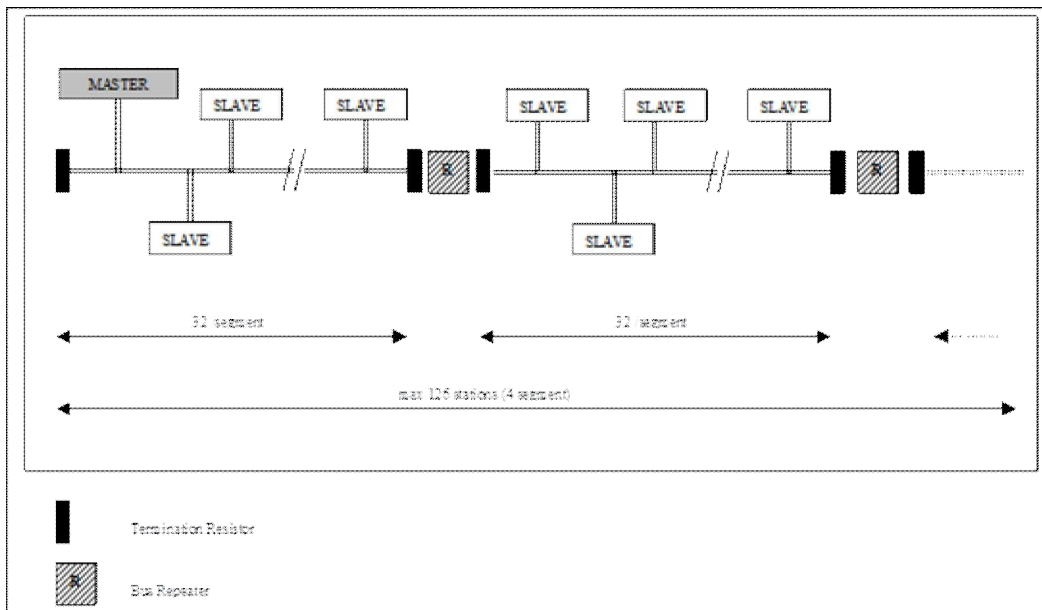 MASTER
SLAVE
SLAVE
SLAVE
SLAVE
SLAVE
R
R
SLAVE
SLAVE
32 segment
32 segment
max 126 stations (4 segment)
Termination Resistor
R
Bus Repeater